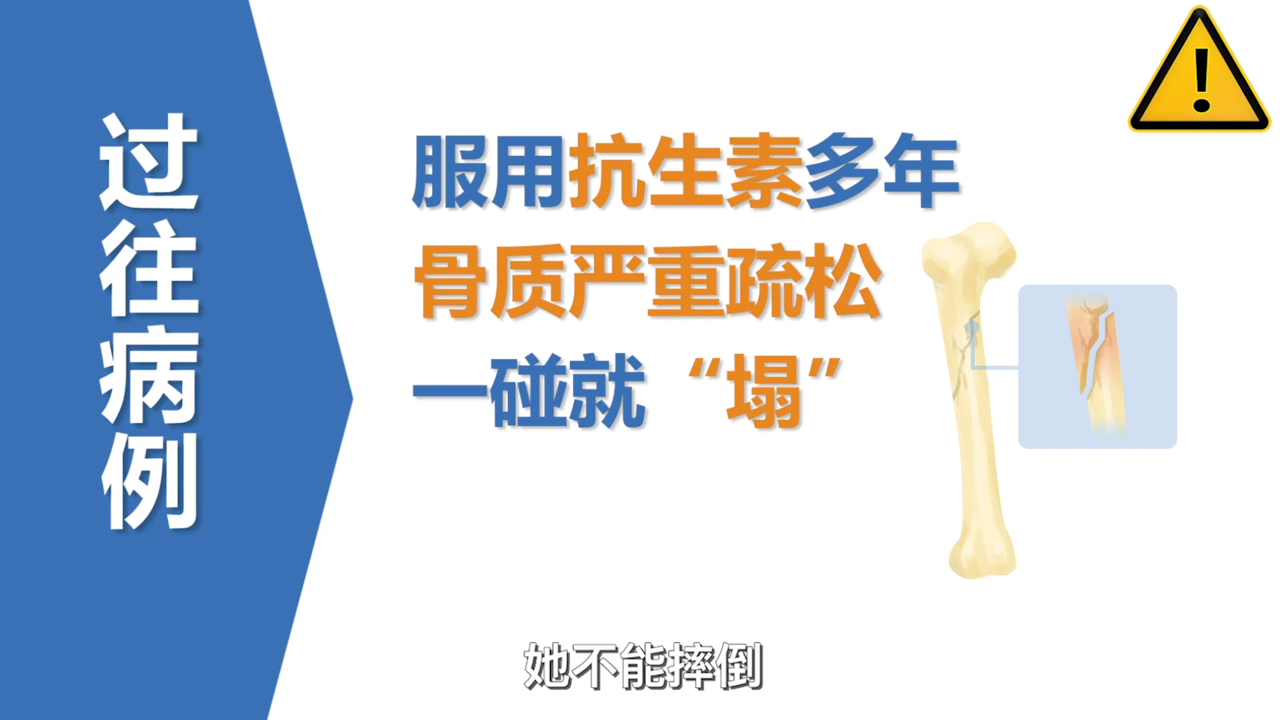 过往病例
服用抗生素多年
骨质严重疏松
一碰就“塌”
她不能摔倒